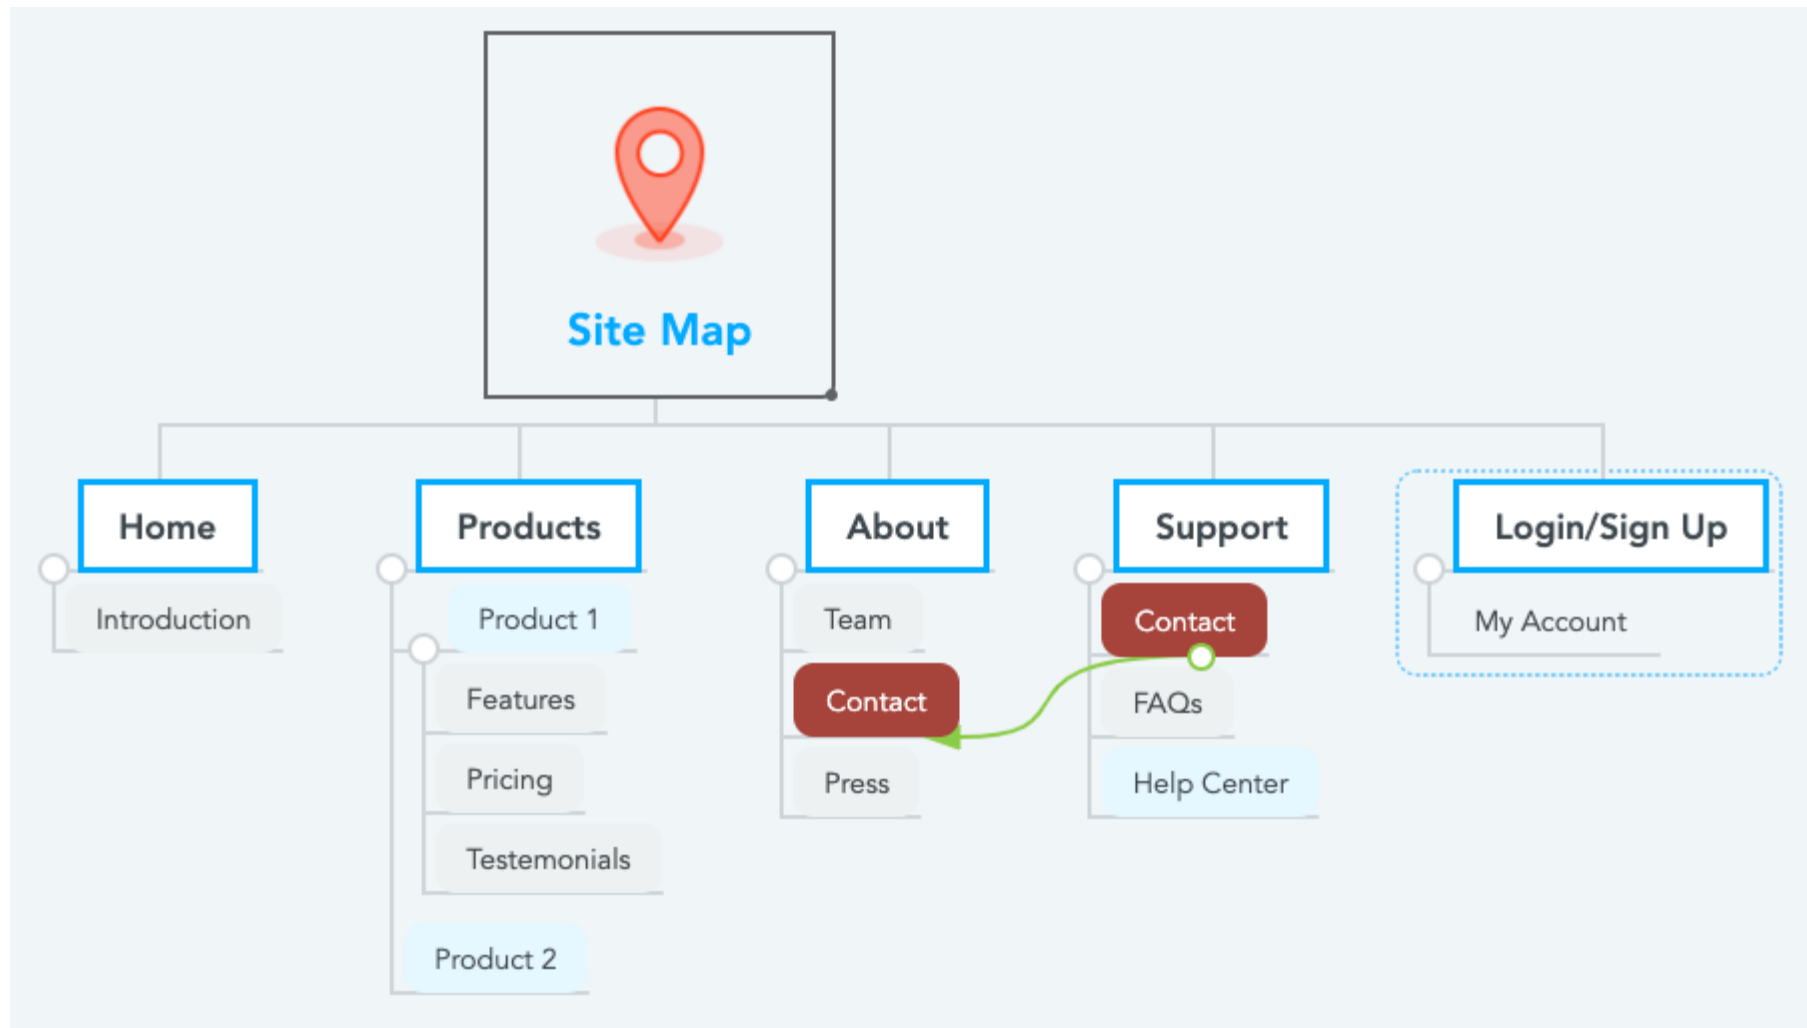 Site Map
Home
Introduction
Products
Product 1
Features
Pricing
Testemonials
Product 2
About
Team
Contact
Press
Support
Contact
FAQs
Help Center
Login/Sign Up
My Account